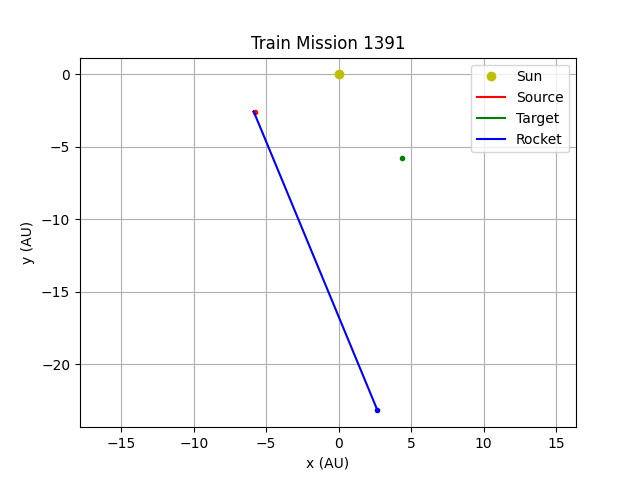 Train Mission 1391
Sun
Source
Target
Rocket
0
−5
−10
−15
−20
y (AU)
−15
−10
−5
0
5
10
15
x (AU)